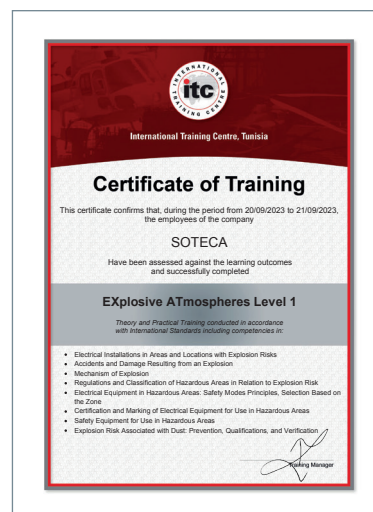 INTERNATIONAL
itc
TRAINING CENTRE
International Training Centre, Tunisia
Certificate of Training
This certificate confirms that, during the period from 20/09/2023 to 21/09/2023,
the employees of the company
SOTECA
Have been assessed against the learning outcomes
and successfully completed
EXplosive ATmospheres Level 1
Theory and Practical Training conducted in accordance
with International Standards including competencies in:
• Electrical Installations in Areas and Locations with Explosion Risks
• Accidents and Damage Resulting from an Explosion
• Mechanism of Explosion
• Regulations and Classification of Hazardous Areas in Relation to Explosion Risk
• Electrical Equipment in Hazardous Areas: Safety Modes Principles, Selection Based on
the Zone
• Certification and Marking of Electrical Equipment for Use in Hazardous Areas
• Safety Equipment for Use in Hazardous Areas
• Explosion Risk Associated with Dust: Prevention, Qualifications, and Verification
Training Manager